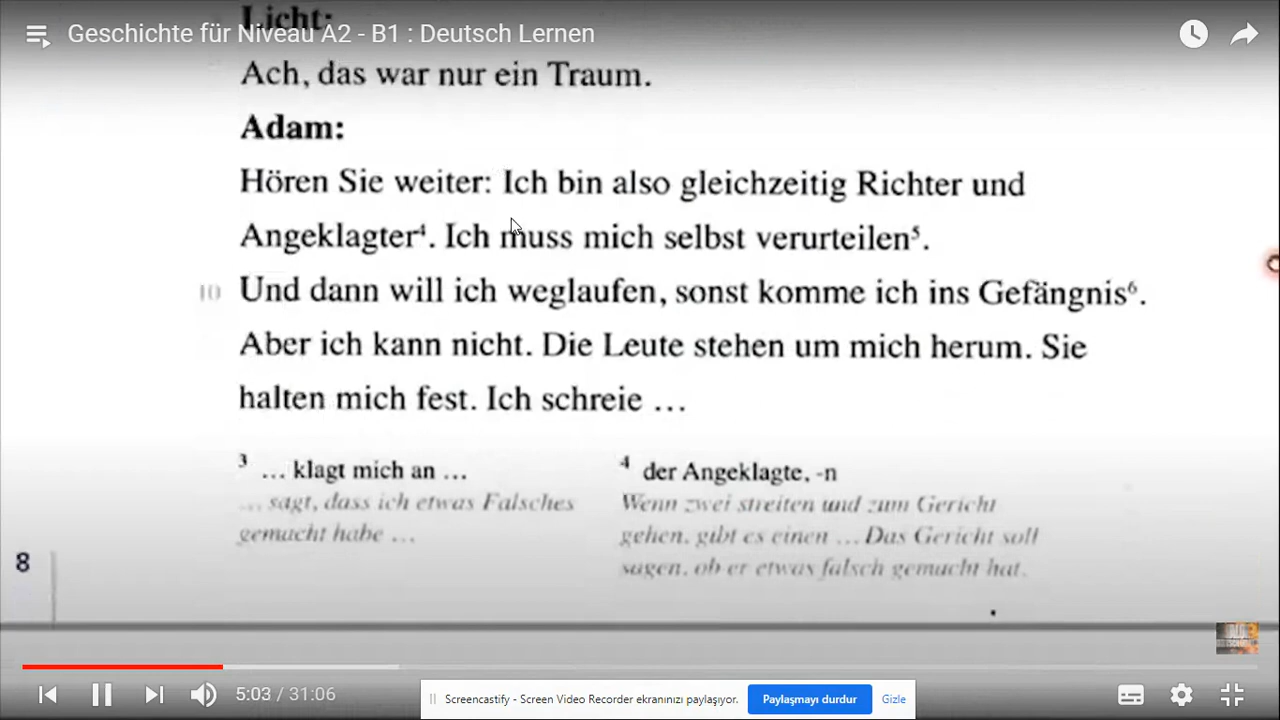 Licht:
Geschichte für Niveau A2 - B1 : Deutsch Lernen
Ach, das war nur ein Traum.
Adam:
Hören Sie weiter: Ich bin also gleichzeitig Richter und
Angeklagter⁴. Ich muss mich selbst verurteilen⁵.
10 Und dann will ich weglaufen, sonst komme ich ins Gefängnis⁶.
Aber ich kann nicht. Die Leute stehen um mich herum. Sie
halten mich fest. Ich schreie …
3 … klagt mich an …
… sagt, dass ich etwas Falsches
gemacht habe …
4 der Angeklagte, -n
Wenn zwei streiten und zum Gericht
gehen, gibt es einen … Das Gericht soll
sagen, ob er etwas falsch gemacht hat.
8
5:03 / 31:06
Screencastify - Screen Video Recorder ekranınızı paylaşıyor.
Paylaşmayı durdur
Gizle